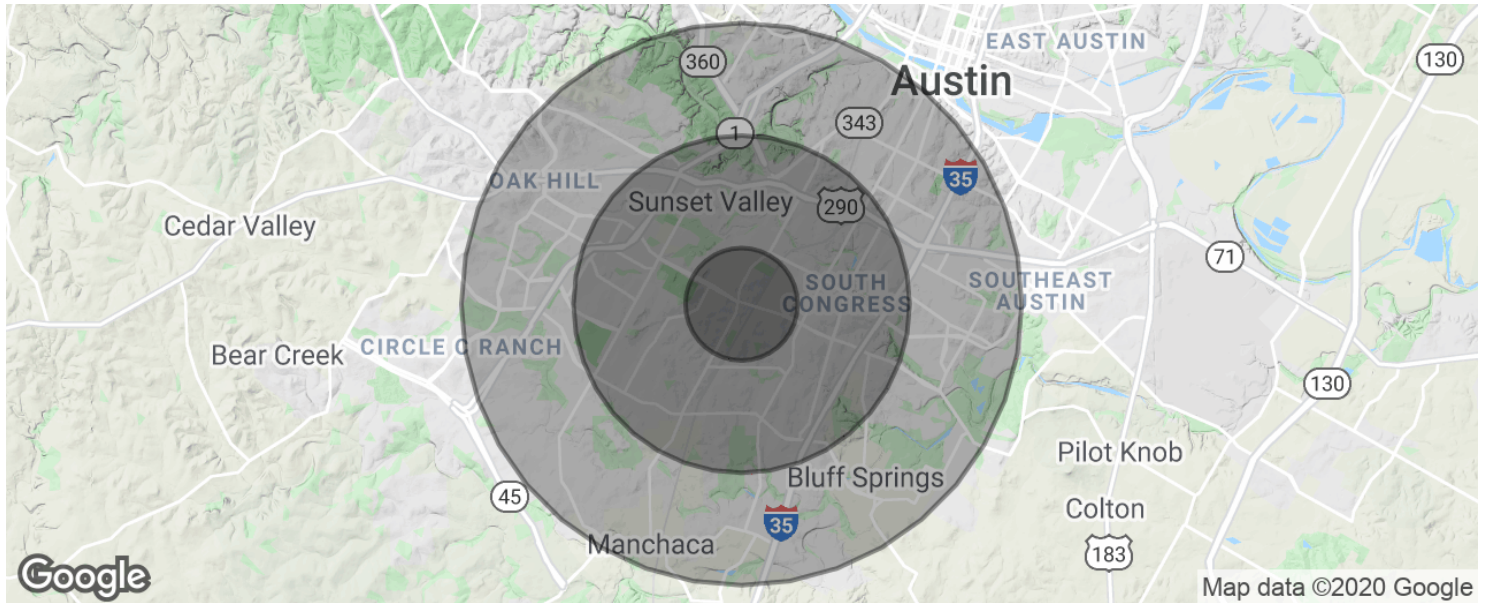 EAST AUSTIN
130
360
Austin
343
1
35
OAK HILL
Sunset Valley
290
Cedar Valley
71
SOUTH
CONGRESS
SOUTHEAST
AUSTIN
CIRCLE C RANCH
Bear Creek
130
Pilot Knob
Bluff Springs
45
Colton
35
Manchaca
183
Google
Map data ©2020 Google